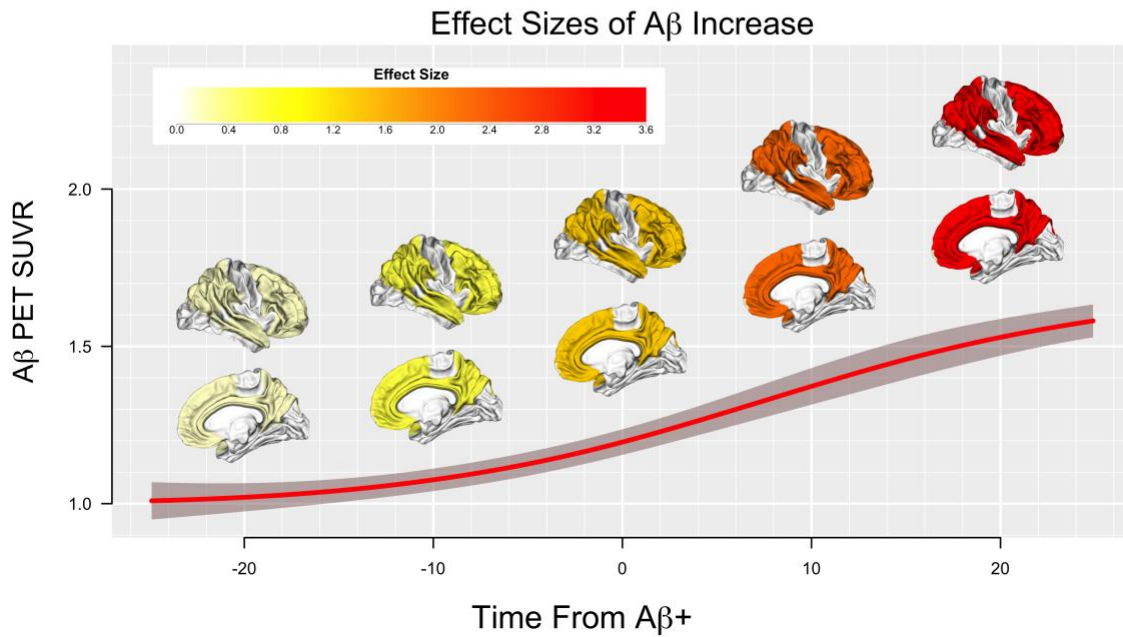 Effect Sizes of Aβ Increase
Effect Size
0.0 0.4 0.8 1.2 1.6 2.0 2.4 2.8 3.2 3.6
Aβ PET SUVR
2.0
1.5
1.0
-20 -10 0 10 20
Time From Aβ+